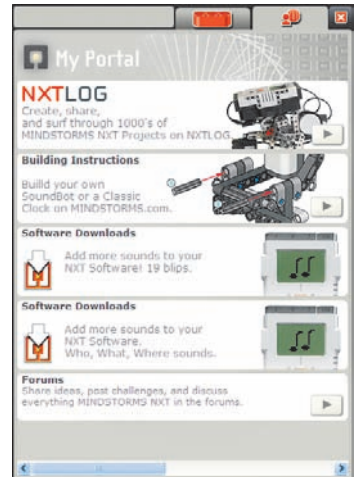 My Portal
NXTLOG
Create, share,
and surf through 1000's of
MINDSTORMS NXT Projects on NXTLOG.
Building Instructions
Build your own
SoundBot or a Classic
Clock on MINDSTORMS.com.
Software Downloads
Add more sounds to your
NXT Software! 19 blips.
Software Downloads
Add more sounds to your
NXT Software.
Who, What, Where sounds.
Forums
Share ideas, post challenges, and discuss
everything MINDSTORMS NXT in the forums.